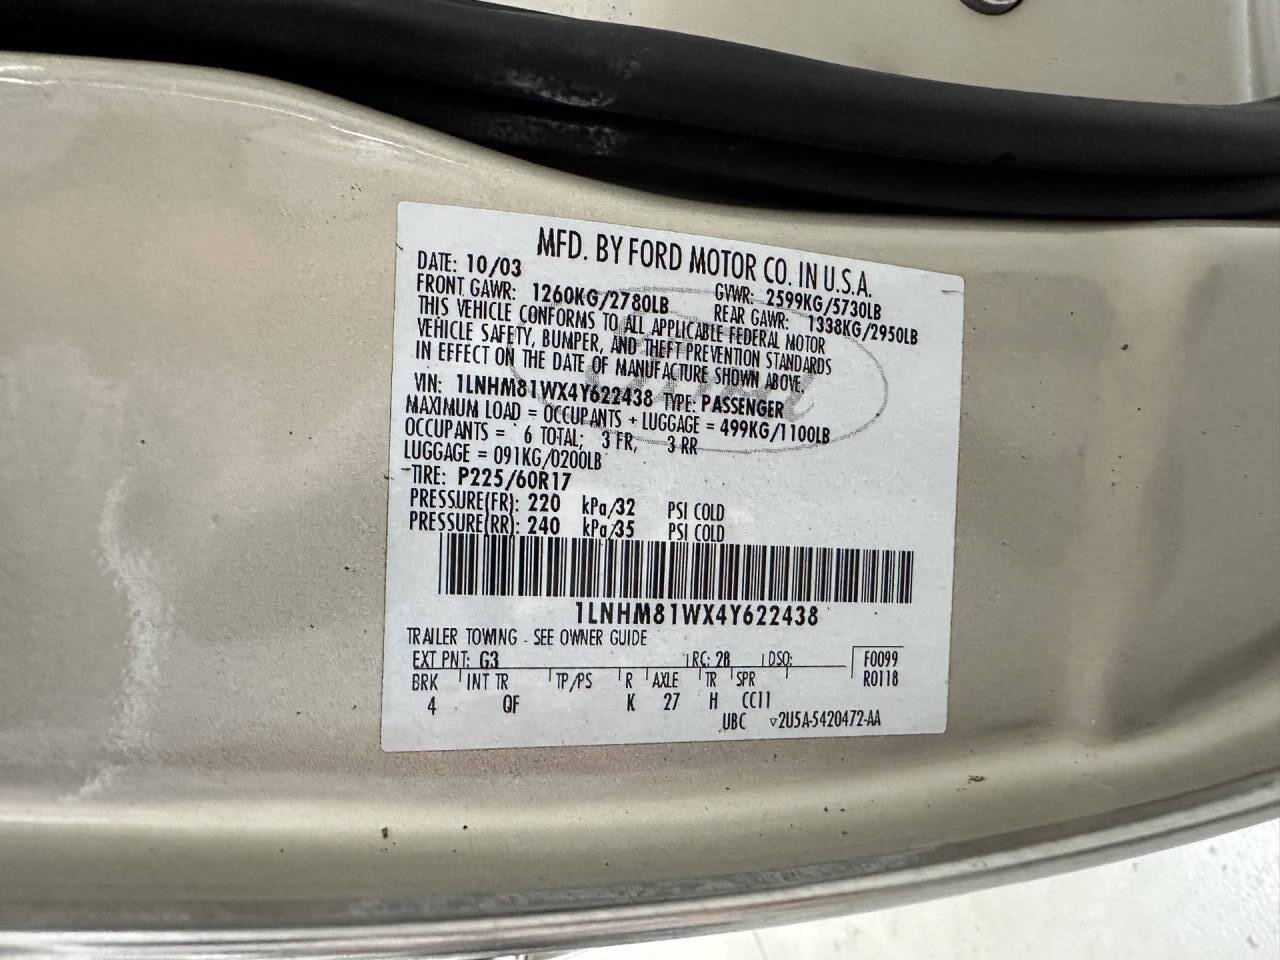 MFD. BY FORD MOTOR CO. IN U.S.A.
DATE: 10/03 GVWR: 2599KG/5730LB
FRONT GAWR: 1260KG/2780LB REAR GAWR: 1338KG/2950LB
THIS VEHICLE CONFORMS TO ALL APPLICABLE FEDERAL MOTOR
VEHICLE SAFETY, BUMPER, AND THEFT PREVENTION STANDARDS
IN EFFECT ON THE DATE OF MANUFACTURE SHOWN ABOVE.
VIN: 1LNHM81WX4Y622438 TYPE: PASSENGER
MAXIMUM LOAD = OCCUPANTS + LUGGAGE = 499KG/1100LB
OCCUPANTS = 6 TOTAL; 3 FR, 3 RR
LUGGAGE = 091KG/0200LB
TIRE: P225/60R17
PRESSURE(FR): 220 kPa/32 PSI COLD
PRESSURE(RR): 240 kPa/35 PSI COLD
1LNHM81WX4Y622438
TRAILER TOWING - SEE OWNER GUIDE
EXT PNT: G3 RC: 28 DSO: F0099
BRK INT TR TP/PS R AXLE TR SPR R0118
4 QF K 27 H CC11
UBC 2U5A-5420472-AA